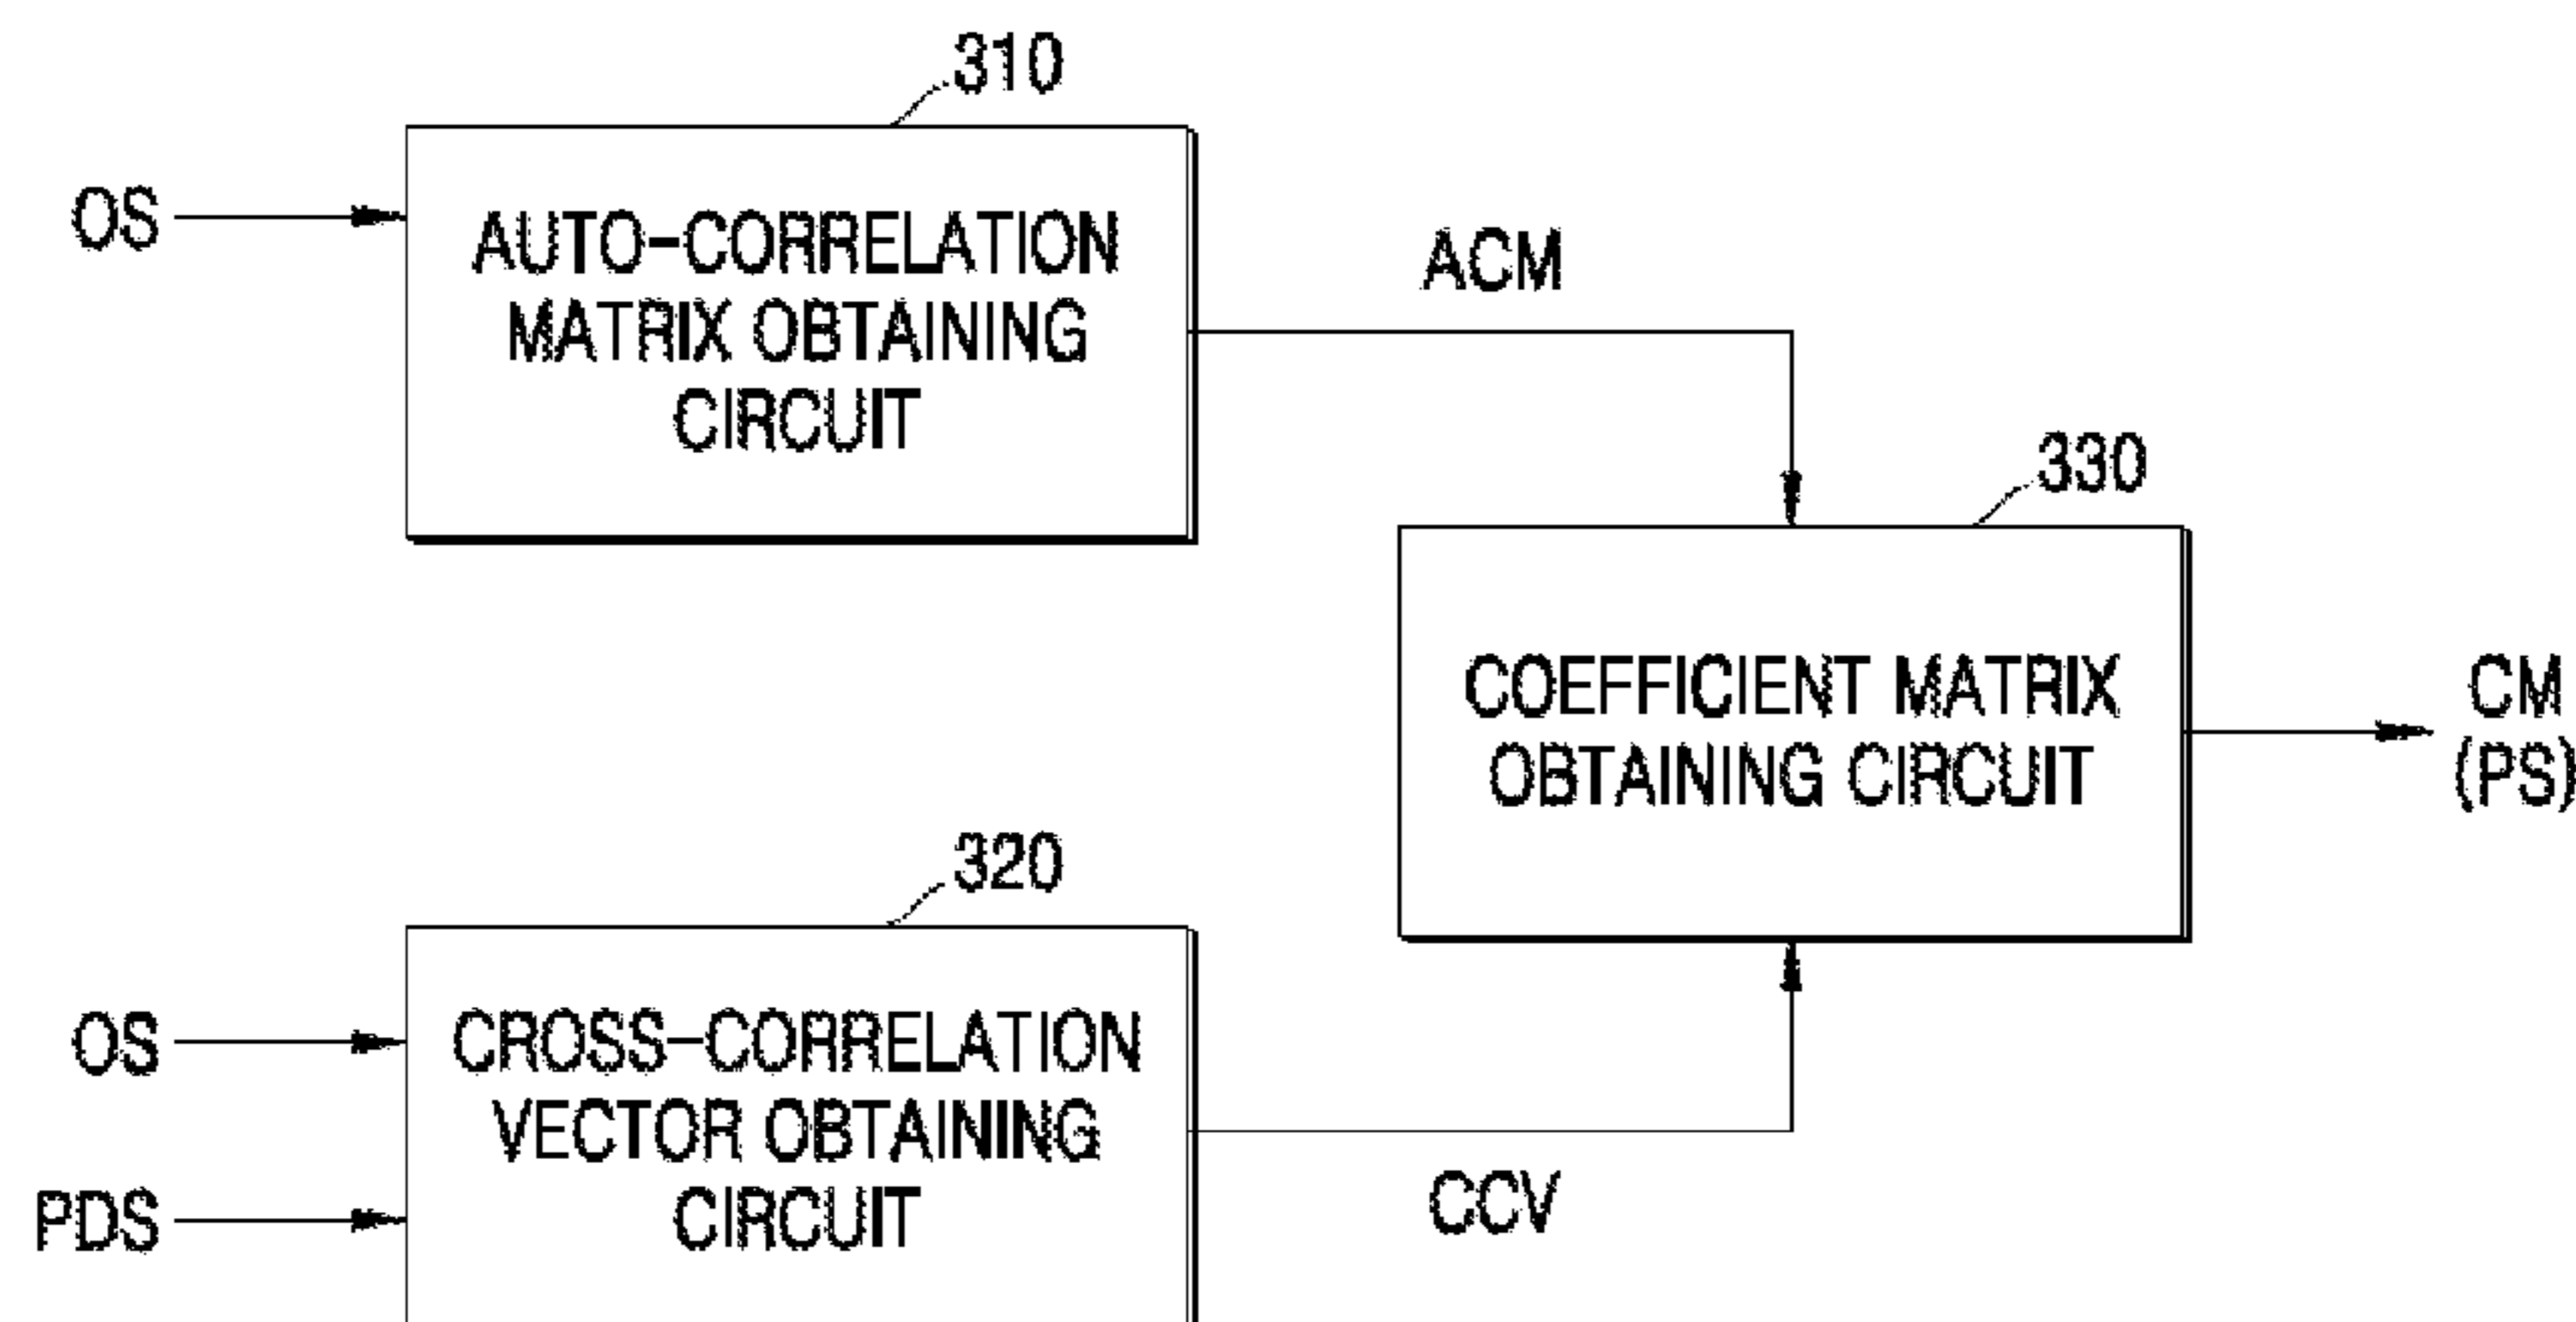 310
OS
AUTO-CORRELATION
MATRIX OBTAINING
CIRCUIT
ACM
330
COEFFICIENT MATRIX
OBTAINING CIRCUIT
CM
(PS)
320
OS
PDS
CROSS-CORRELATION
VECTOR OBTAINING
CIRCUIT
CCV